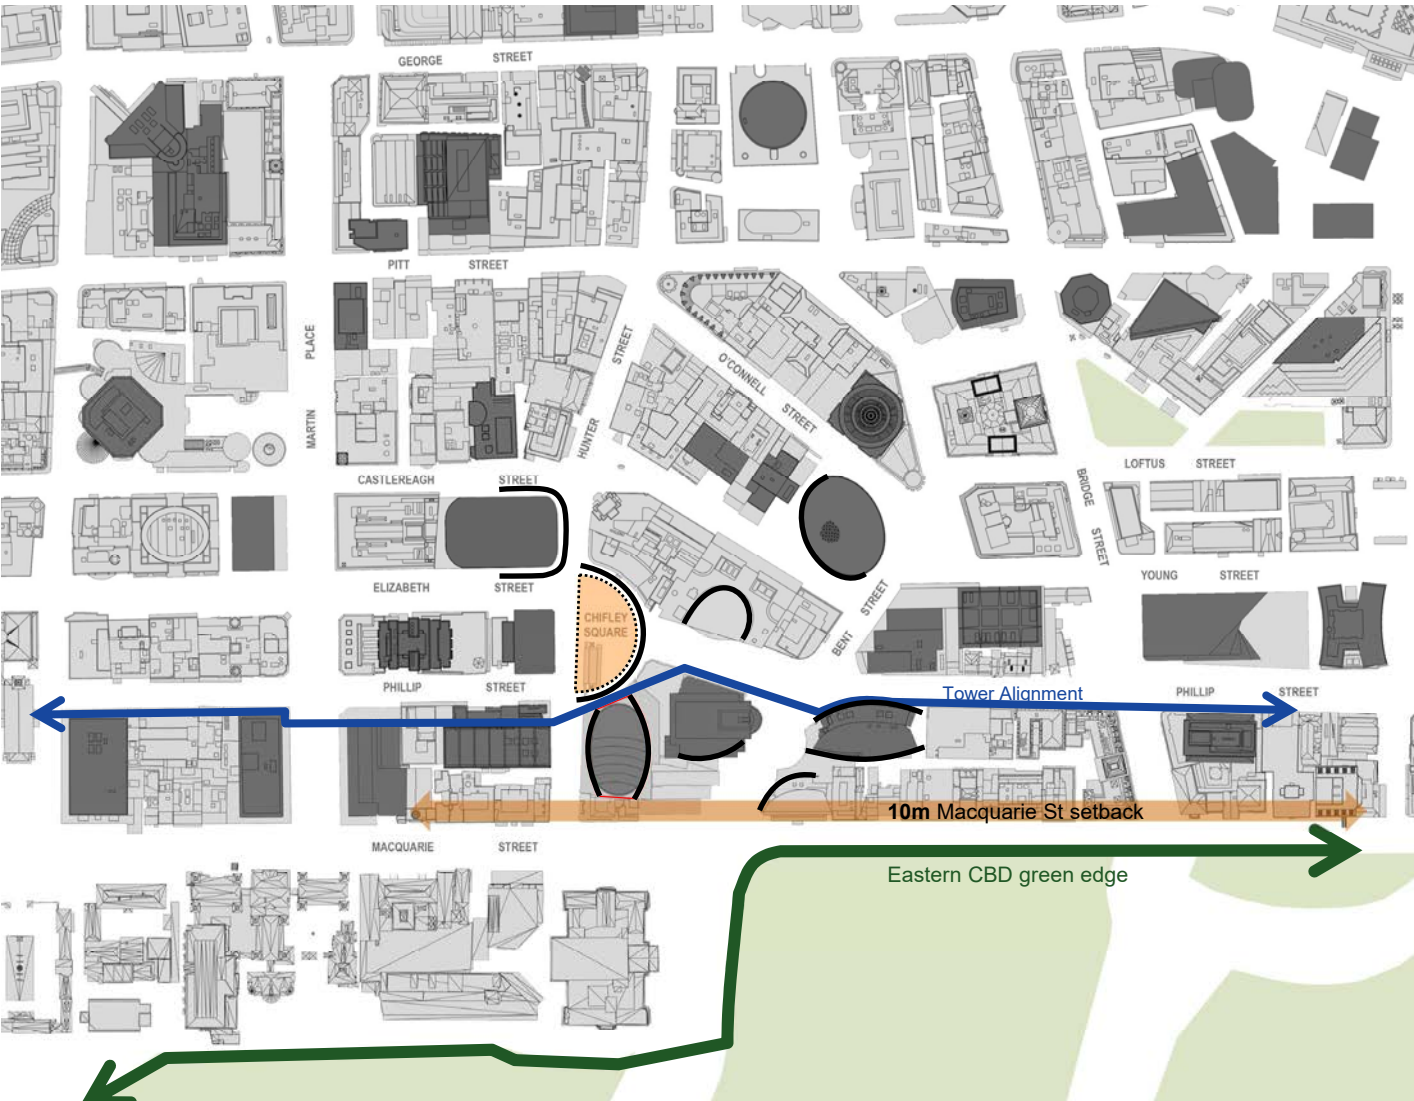 GEORGE STREET
PITT STREET
MARTIN PLACE
HUNTER STREET
O'CONNELL STREET
CASTLEREAGH STREET
LOFTUS STREET
BRIDGE STREET
ELIZABETH STREET
YOUNG STREET
CHIFLEY
SQUARE
BENT STREET
PHILLIP STREET
Tower Alignment
PHILLIP STREET
10m Macquarie St setback
MACQUARIE STREET
Eastern CBD green edge